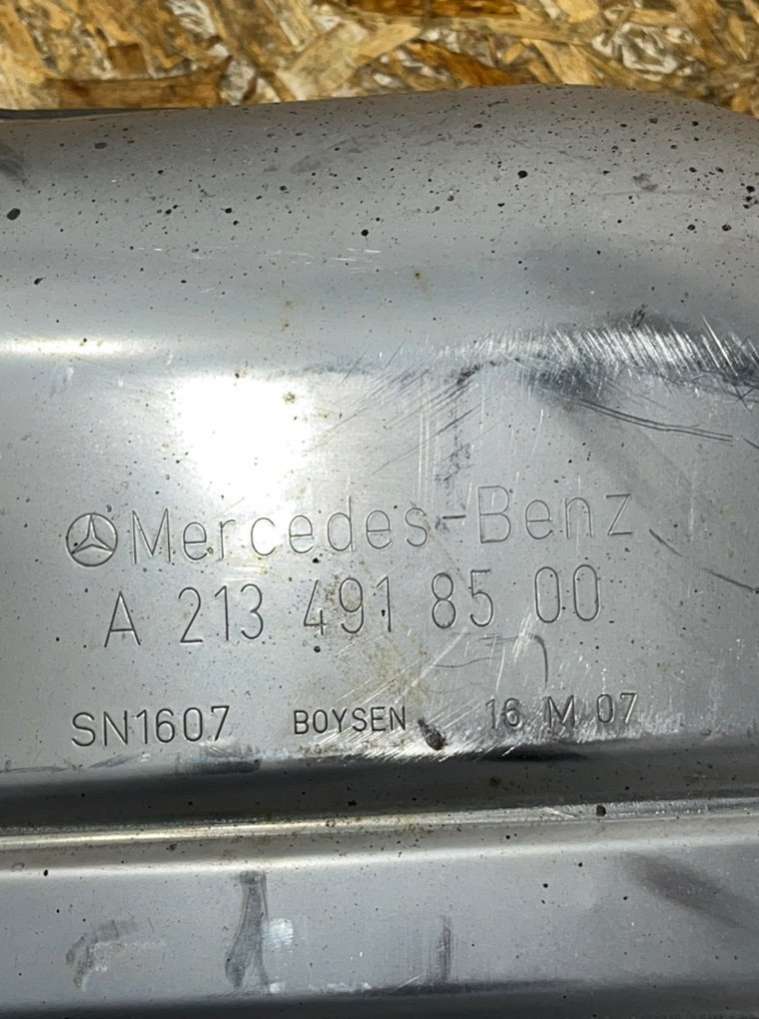 Mercedes-Benz
A 213 491 85 00
SN1607 BOYSEN 16 M 07